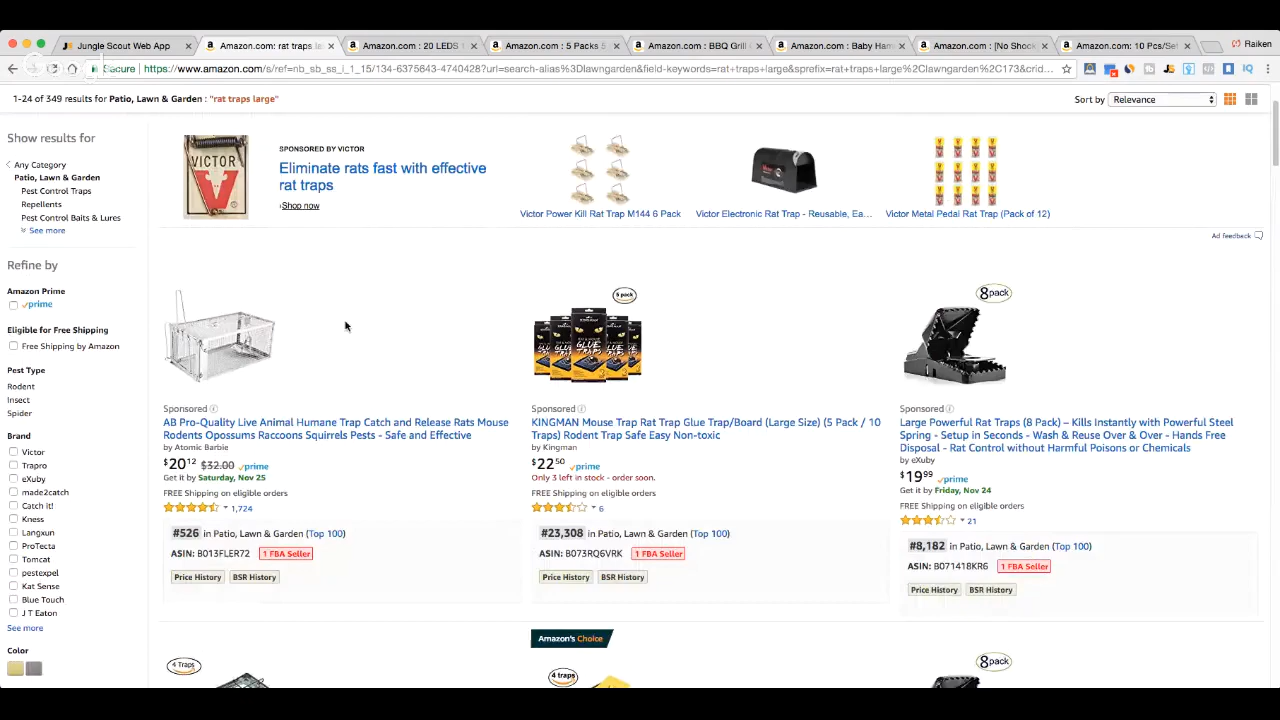 Jungle Scout Web App
Amazon.com: rat traps la
Amazon.com : 20 LEDS
Amazon.com : 5 Packs 5
Amazon.com : BBQ Grill
Amazon.com : Baby Ham
Amazon.com : [No Shock
Amazon.com: 10 Pcs/Set
Raiken
Secure https://www.amazon.com/s/ref=nb_sb_ss_i_1_15/134-6375643-4740428?url=search-alias%3Dlawngarden&field-keywords=rat+traps+large&sprefix=rat+traps+large%2Clawngarden%2C173&crid...
1-24 of 349 results for Patio, Lawn & Garden : "rat traps large"
Sort by Relevance
Show results for
Any Category
Patio, Lawn & Garden
Pest Control Traps
Repellents
Pest Control Baits & Lures
See more
Refine by
Amazon Prime
prime
Eligible for Free Shipping
Free Shipping by Amazon
Pest Type
Rodent
Insect
Spider
Brand
Victor
Trapro
eXuby
made2catch
Catch It!
Kness
Langxun
ProTecta
Tomcat
pestexpel
Kat Sense
Blue Touch
J T Eaton
See more
Color
VICTOR
SPONSORED BY VICTOR
Eliminate rats fast with effective
rat traps
Shop now
Victor Power Kill Rat Trap M144 6 Pack
Victor Electronic Rat Trap - Reusable, Ea...
Victor Metal Pedal Rat Trap (Pack of 12)
Ad feedback
Sponsored
AB Pro-Quality Live Animal Humane Trap Catch and Release Rats Mouse
Rodents Opossums Raccoons Squirrels Pests - Safe and Effective
by Atomic Barbie
$20 12 $32.00 prime
Get it by Saturday, Nov 25
FREE Shipping on eligible orders
1,724
#526 in Patio, Lawn & Garden (Top 100)
ASIN: B013FLER72 1 FBA Seller
Price History BSR History
5 pack
GLUE TRAPS
Sponsored
KINGMAN Mouse Trap Rat Trap Glue Trap/Board (Large Size) (5 Pack / 10
Traps) Rodent Trap Safe Easy Non-toxic
by Kingman
$22 50 prime
Only 3 left in stock - order soon.
FREE Shipping on eligible orders
6
#23,308 in Patio, Lawn & Garden (Top 100)
ASIN: B073RQ6VRK 1 FBA Seller
Price History BSR History
8pack
Sponsored
Large Powerful Rat Traps (8 Pack) – Kills Instantly with Powerful Steel
Spring - Setup in Seconds - Wash & Reuse Over & Over - Hands Free
Disposal - Rat Control without Harmful Poisons or Chemicals
by eXuby
$19 99 prime
Get it by Friday, Nov 24
FREE Shipping on eligible orders
21
#8,182 in Patio, Lawn & Garden (Top 100)
ASIN: B071418KR6 1 FBA Seller
Price History BSR History
Amazon's Choice
4 Traps
4 traps
8pack